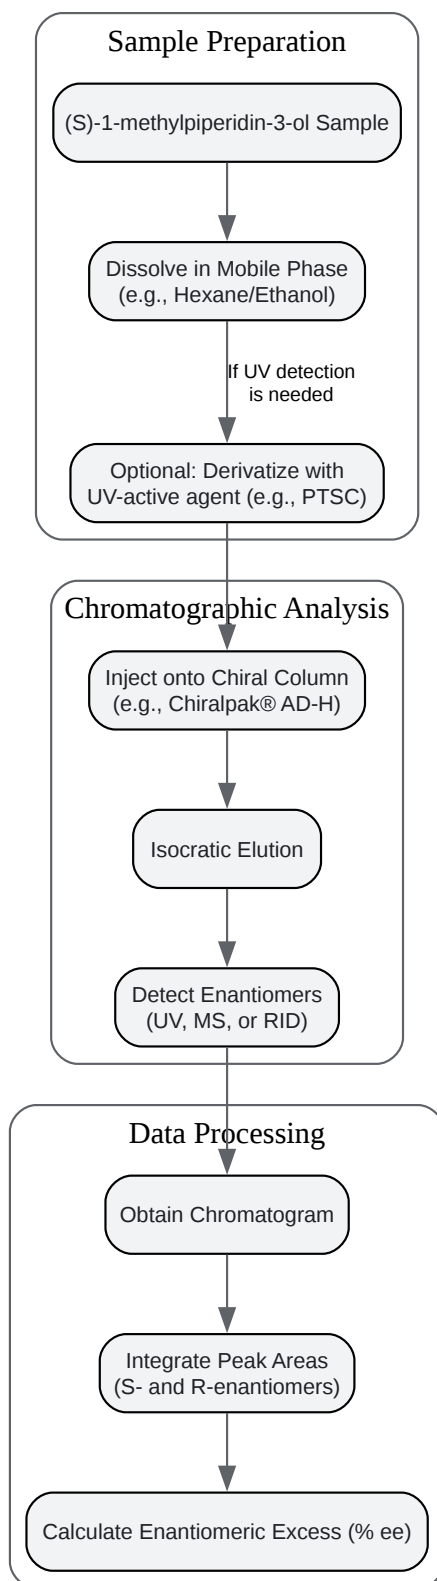 Sample Preparation
(S)-1-methylpiperidin-3-ol Sample
Dissolve in Mobile Phase
(e.g., Hexane/Ethanol)
If UV detection
is needed
Optional: Derivatize with
UV-active agent (e.g., PTSC)
Chromatographic Analysis
Inject onto Chiral Column
(e.g., Chiralpak® AD-H)
Isocratic Elution
Detect Enantiomers
(UV, MS, or RID)
Data Processing
Obtain Chromatogram
Integrate Peak Areas
(S- and R-enantiomers)
Calculate Enantiomeric Excess (% ee)